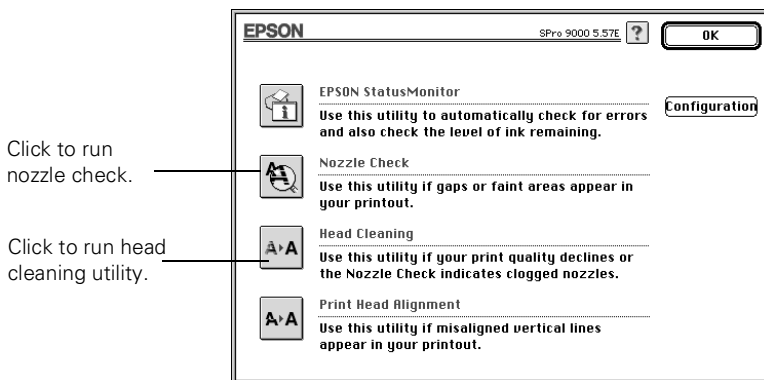 EPSON
SPro 9000 5.57E
?
OK
EPSON StatusMonitor
Use this utility to automatically check for errors
and also check the level of ink remaining.
Configuration
Click to run
nozzle check.
Nozzle Check
Use this utility if gaps or faint areas appear in
your printout.
Click to run head
cleaning utility.
Head Cleaning
Use this utility if your print quality declines or
the Nozzle Check indicates clogged nozzles.
Print Head Alignment
Use this utility if misaligned vertical lines
appear in your printout.